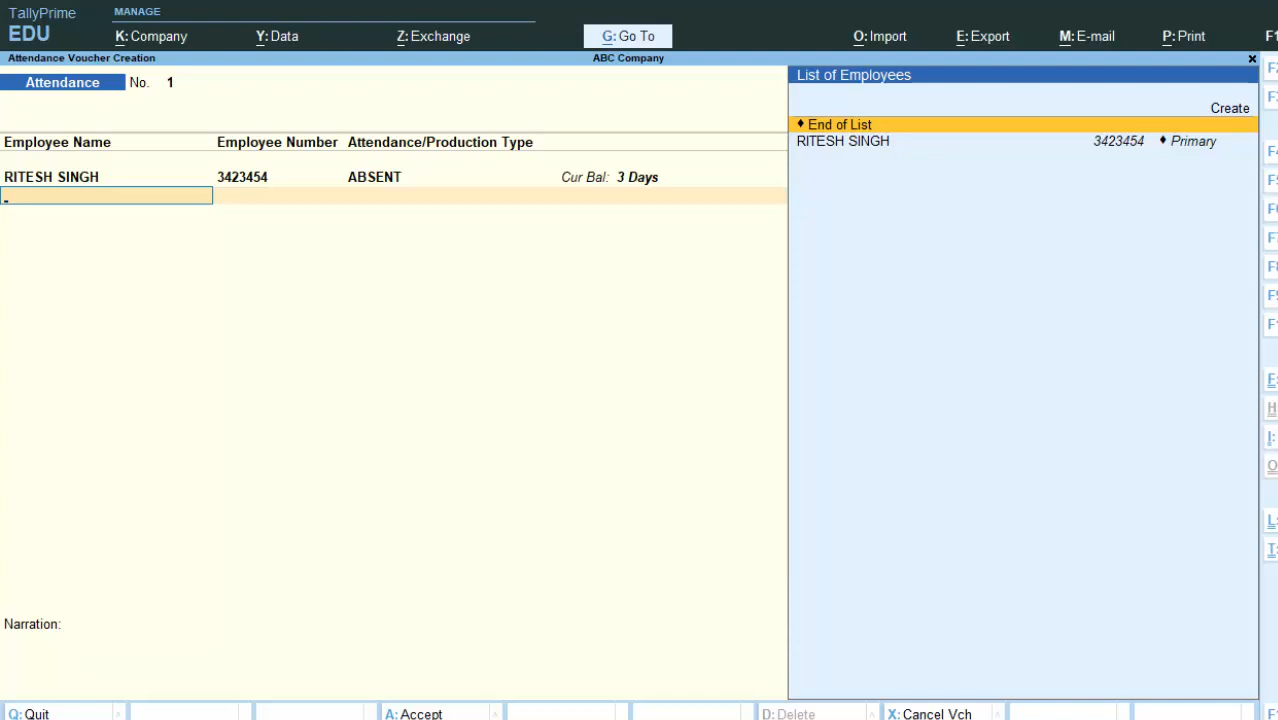 TallyPrime MANAGE
EDU K: Company Y: Data Z: Exchange G: Go To O: Import E: Export M: E-mail P: Print
Attendance Voucher Creation ABC Company
Attendance No. 1 List of Employees
Create
End of List
Employee Name Employee Number Attendance/Production Type RITESH SINGH 3423454 Primary
RITESH SINGH 3423454 ABSENT Cur Bal: 3 Days
Narration:
Q: Quit A: Accept D: Delete X: Cancel Vch